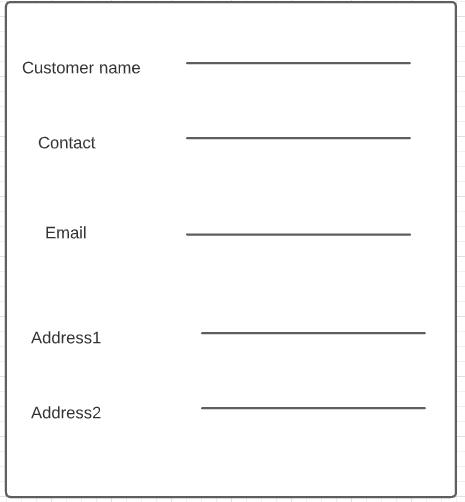 Customer name
Contact
Email
Address1
Address2